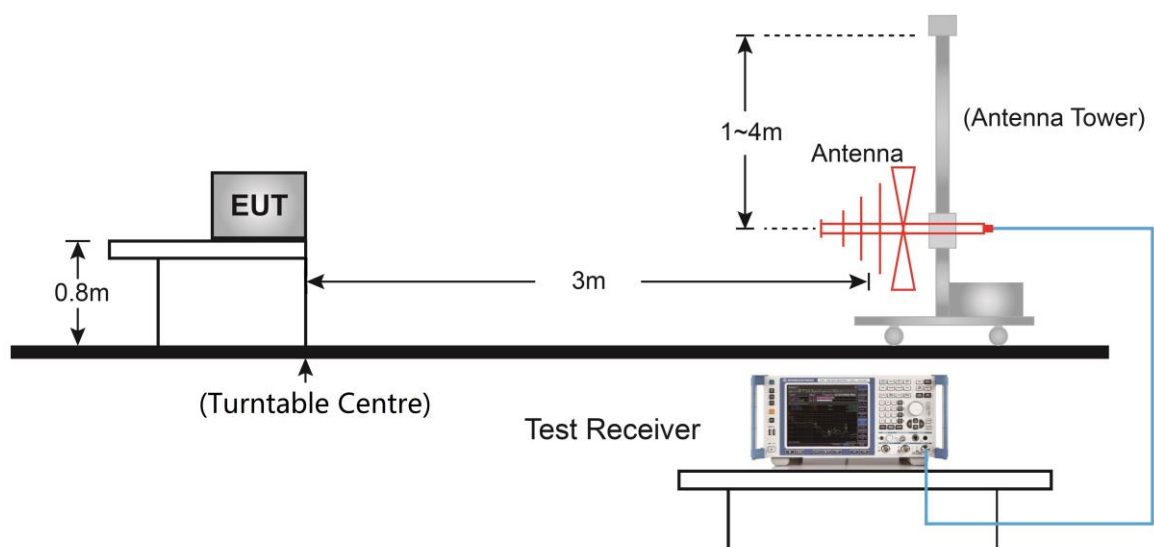 1~4m
(Antenna Tower)
Antenna
EUT
0.8m
3m
(Turntable Centre)
Test Receiver